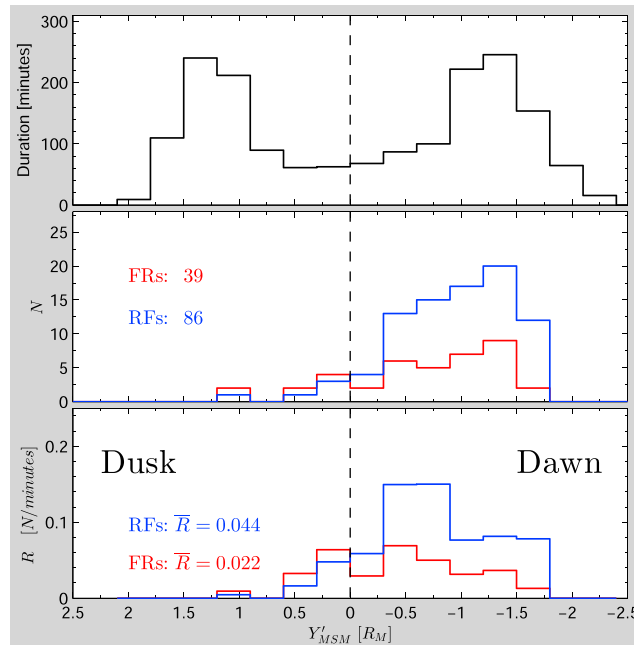 300
200
100
0
Duration [minutes]
25
20
15
10
5
0
N
FRs: 39
RFs: 86
0.2
0.1
0
R [N/minutes]
Dusk
Dawn
RFs: R̅ = 0.044
FRs: R̅ = 0.022
2.5 2 1.5 1 0.5 0 -0.5 -1 -1.5 -2 -2.5
Y′MSM [RM]